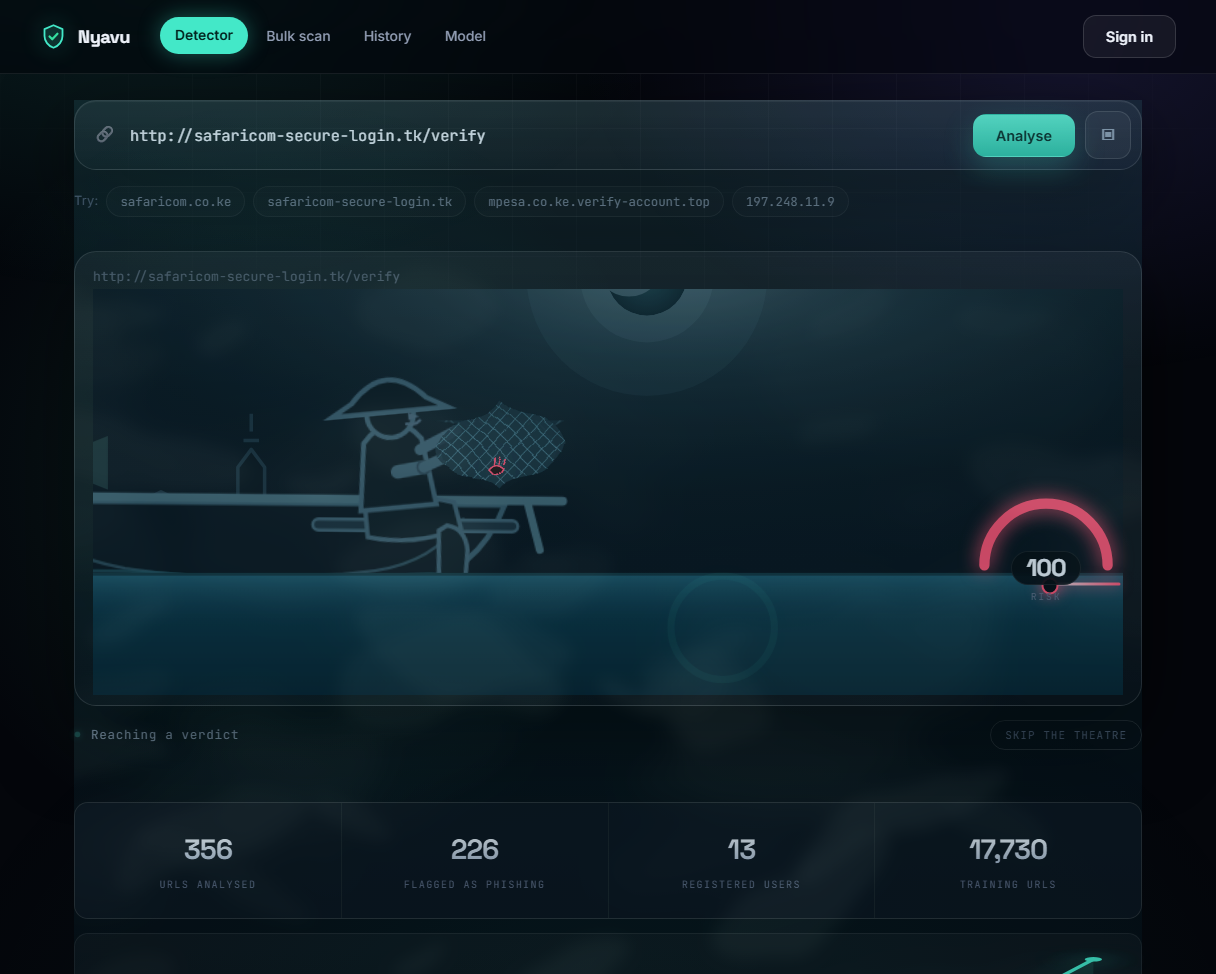 Nyavu
Detector
Bulk scan
History
Model
Sign in
http://safaricom-secure-login.tk/verify
Analyse
Try:
safaricom.co.ke
safaricom-secure-login.tk
mpesa.co.ke.verify-account.top
197.248.11.9
http://safaricom-secure-login.tk/verify
100
RISK
Reaching a verdict
SKIP THE THEATRE
356
226
13
17,730
URLS ANALYSED
FLAGGED AS PHISHING
REGISTERED USERS
TRAINING URLS